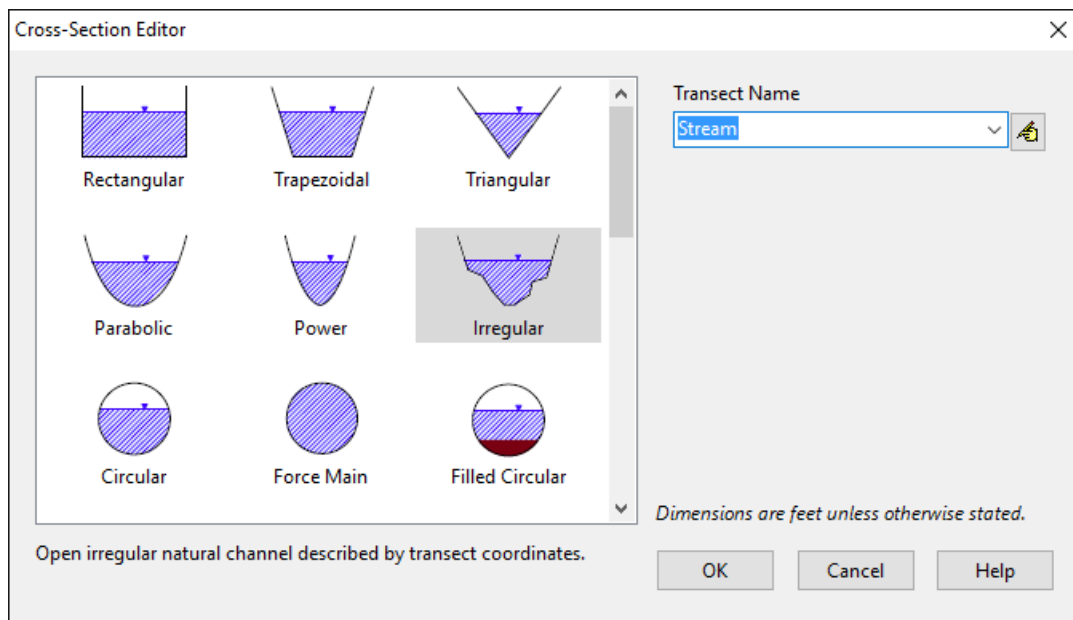 Cross-Section Editor
Transect Name
Stream
Rectangular Trapezoidal Triangular
Parabolic Power Irregular
Circular Force Main Filled Circular
Dimensions are feet unless otherwise stated.
Open irregular natural channel described by transect coordinates.
OK Cancel Help